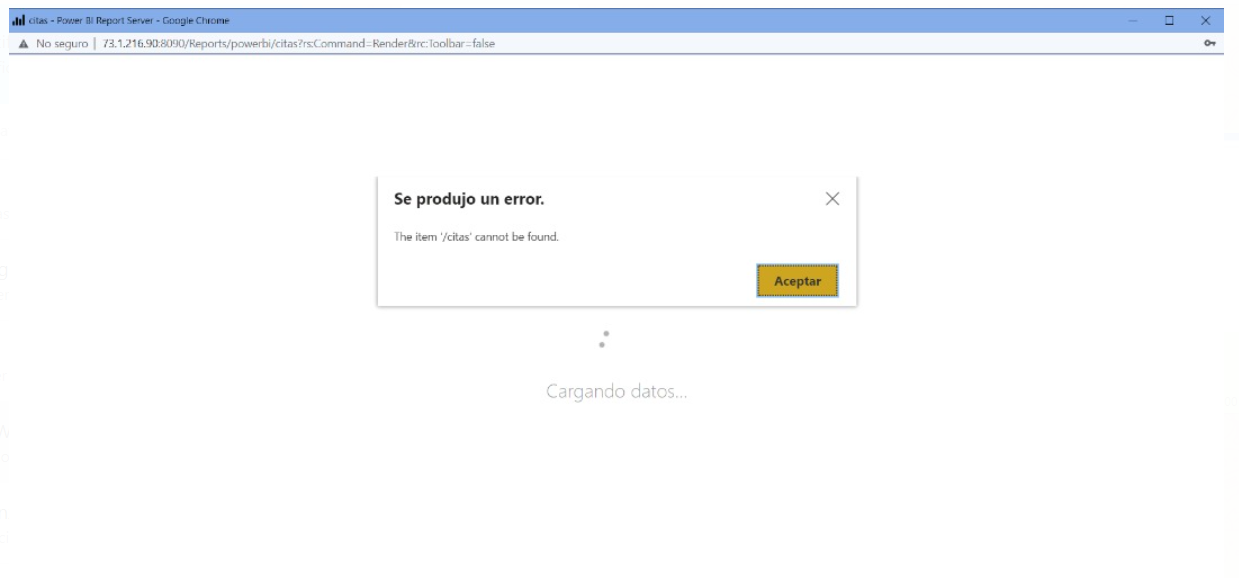 citas - Power BI Report Server - Google Chrome
No seguro | 73.1.216.90:8090/Reports/powerbi/citas?rs:Command=Render&rc:Toolbar=false
Se produjo un error.
The item '/citas' cannot be found.
Aceptar
Cargando datos...